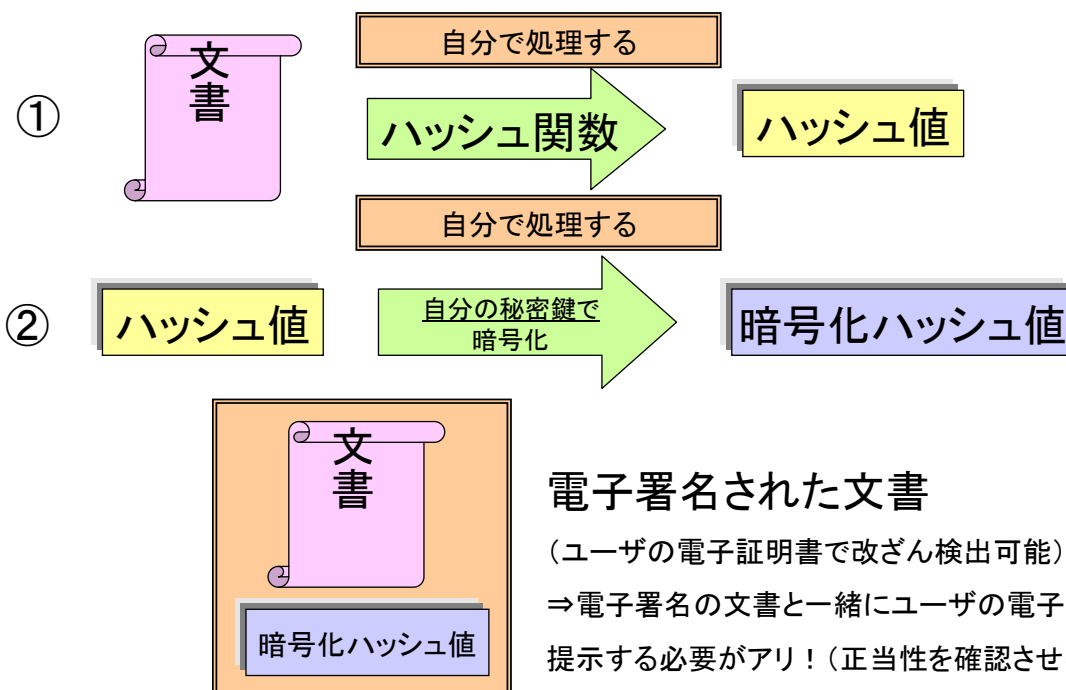 自分で処理する
①
文書
ハッシュ関数
ハッシュ値
自分で処理する
②
ハッシュ値
自分の秘密鍵で
暗号化
暗号化ハッシュ値
文書
暗号化ハッシュ値
電子署名された文書
（ユーザの電子証明書で改ざん検出可能）
⇒電子署名の文書と一緒にユーザの電子
提示する必要がアリ！（正当性を確認させ